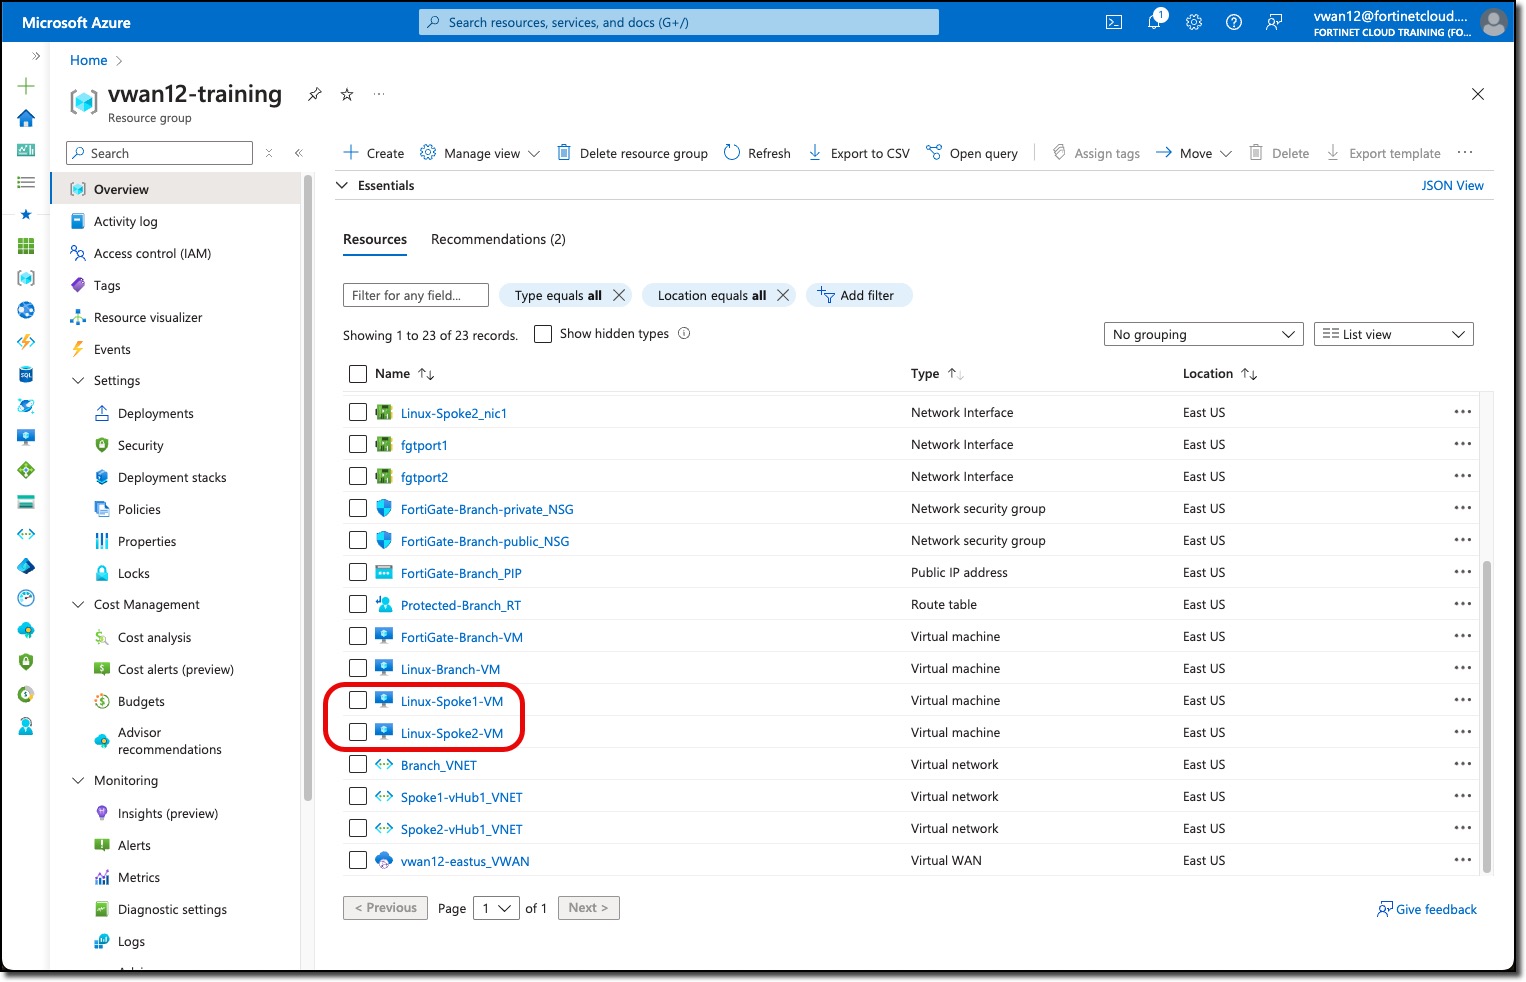 Microsoft Azure
Search resources, services, and docs (G+/)
1
vwan12@fortinetcloud....
FORTINET CLOUD TRAINING (FO...
Home
vwan12-training
Resource group
Search
Create
Manage view
Delete resource group
Refresh
Export to CSV
Open query
Assign tags
Move
Delete
Export template
Overview
Activity log
Access control (IAM)
Tags
Resource visualizer
Events
Settings
Deployments
Security
Deployment stacks
Policies
Properties
Locks
Cost Management
Cost analysis
Cost alerts (preview)
Budgets
Advisor
recommendations
Monitoring
Insights (preview)
Alerts
Metrics
Diagnostic settings
Logs
Essentials
JSON View
Resources
Recommendations (2)
Filter for any field...
Type equals all
Location equals all
Add filter
Showing 1 to 23 of 23 records.
Show hidden types
No grouping
List view
Name Type Location
Linux-Spoke2_nic1 Network Interface East US
fgtport1 Network Interface East US
fgtport2 Network Interface East US
FortiGate-Branch-private_NSG Network security group East US
FortiGate-Branch-public_NSG Network security group East US
FortiGate-Branch_PIP Public IP address East US
Protected-Branch_RT Route table East US
FortiGate-Branch-VM Virtual machine East US
Linux-Branch-VM Virtual machine East US
Linux-Spoke1-VM Virtual machine East US
Linux-Spoke2-VM Virtual machine East US
Branch_VNET Virtual network East US
Spoke1-vHub1_VNET Virtual network East US
Spoke2-vHub1_VNET Virtual network East US
vwan12-eastus_VWAN Virtual WAN East US
< Previous
Page 1 of 1
Next >
Give feedback